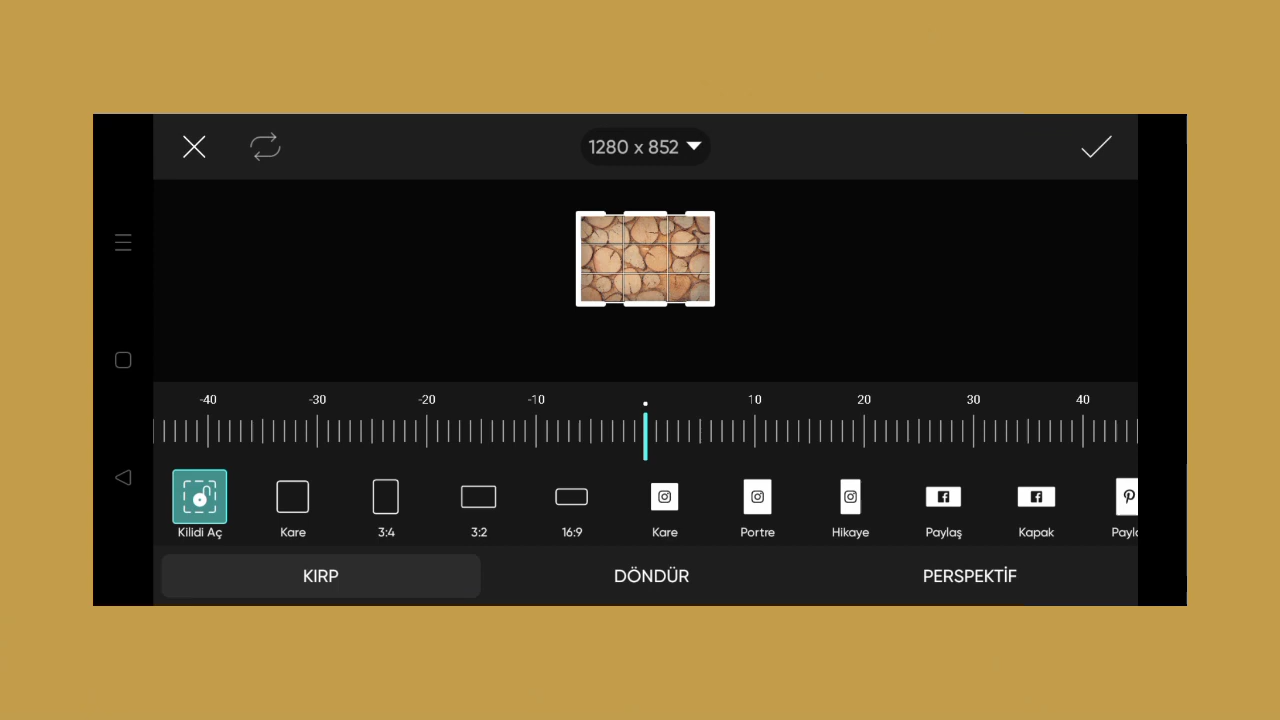 1280 x 852
-40 -30 -20 -10 10 20 30 40
Kilidi Aç Kare 3:4 3:2 16:9 Kare Portre Hikaye Paylaş Kapak Payla
KIRP DÖNDÜR PERSPEKTİF